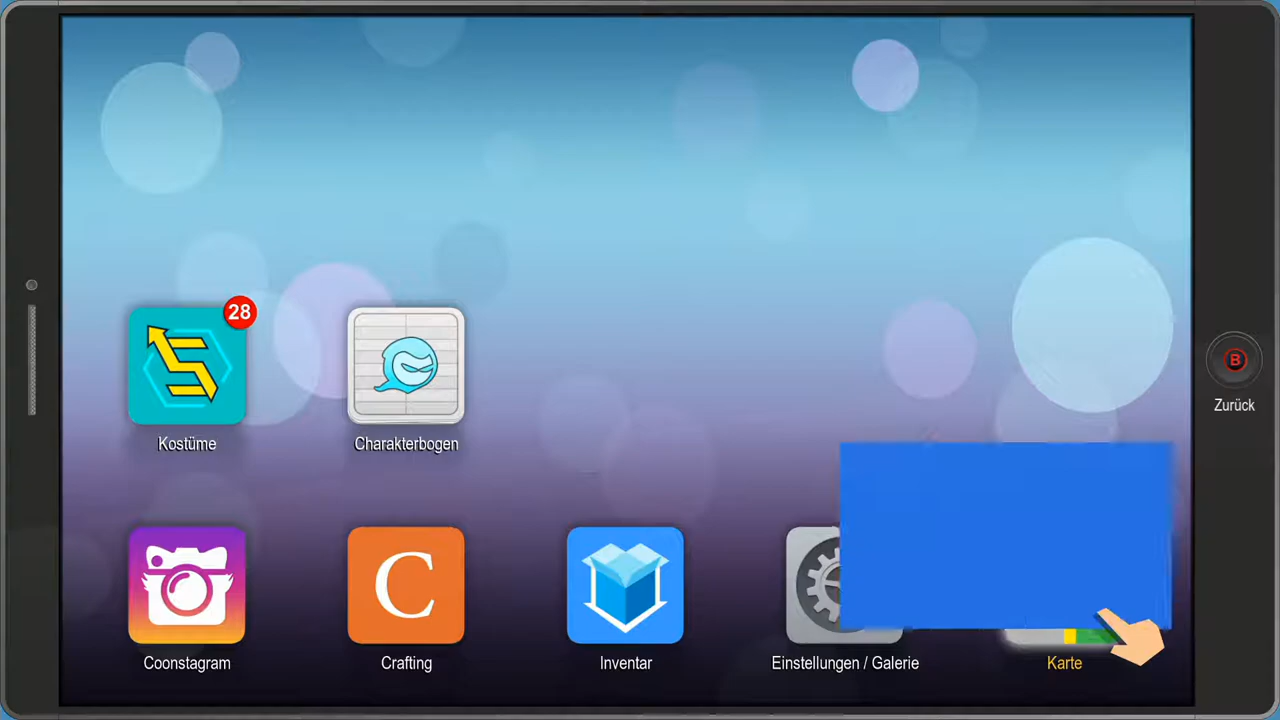 28
Kostüme
Charakterbogen
B
Zurück
C
Coonstagram
Crafting
Inventar
Einstellungen / Galerie
Karte